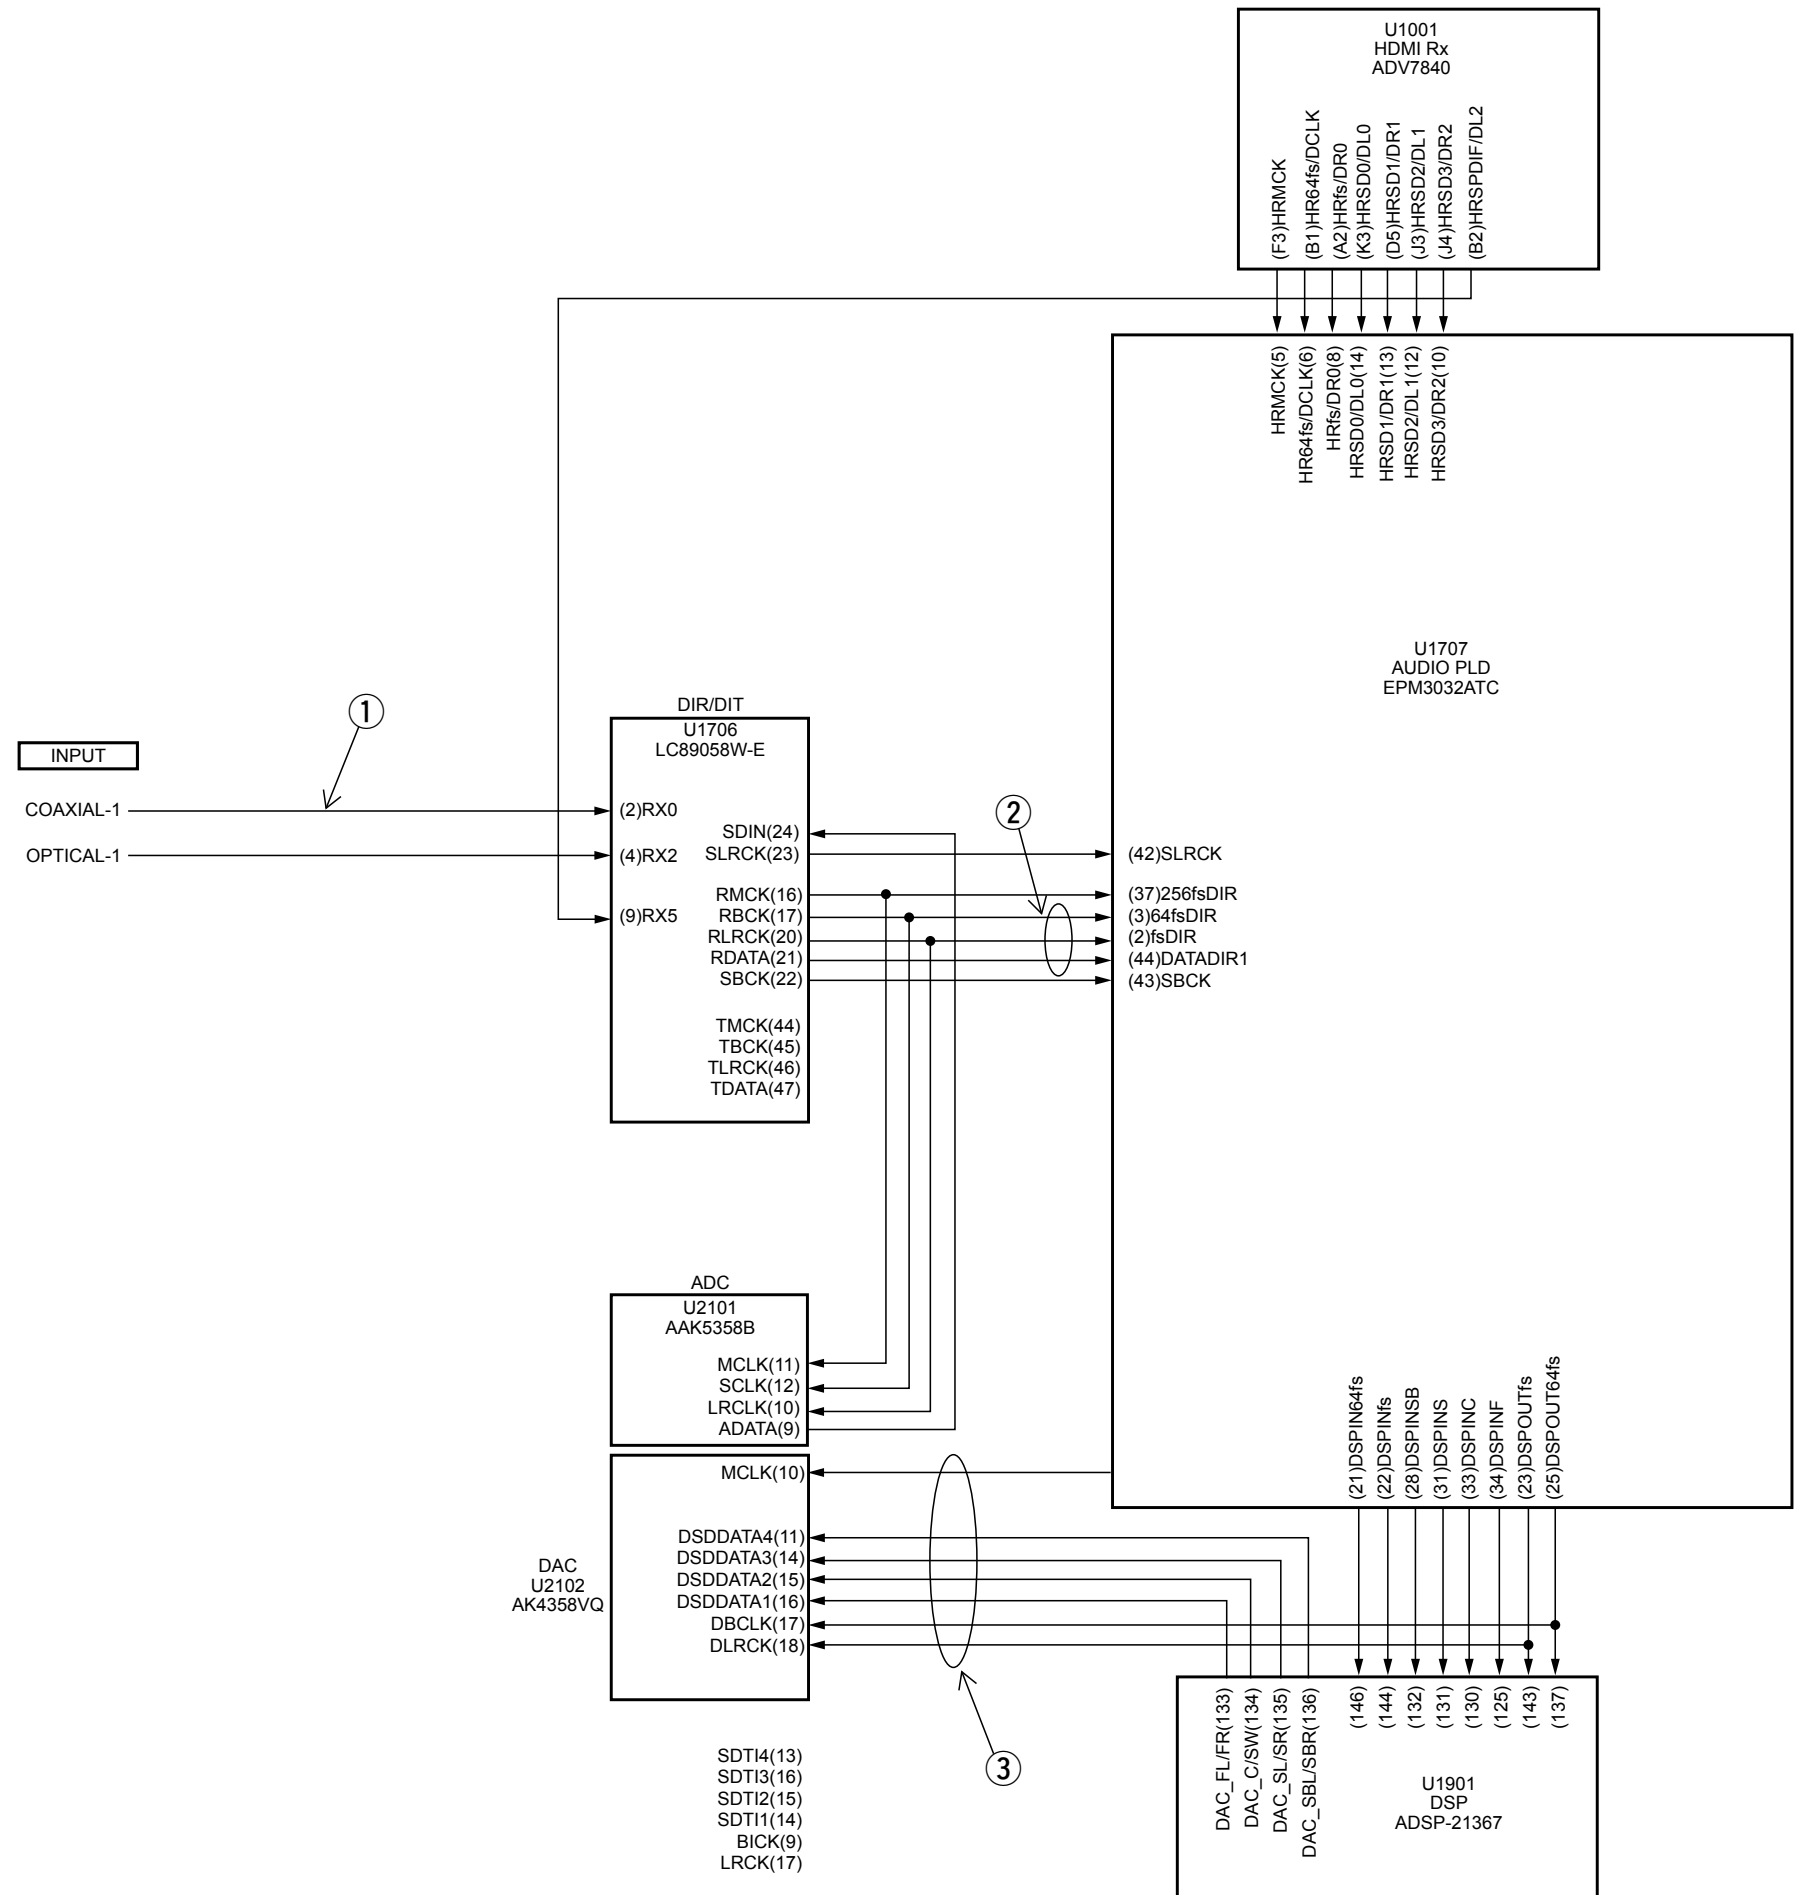 U1001
HDMI Rx
ADV7840
(F3)HRMCK
(B1)HR64fs/DCLK
(A2)HRfs/DR0
(K3)HRSD0/DL0
(D5)HRSD1/DR1
(J3)HRSD2/DL1
(J4)HRSD3/DR2
(B2)HRSPDIF/DL2
HRMCK(5)
HR64fs/DCLK(6)
HRfs/DR0(8)
HRSD0/DL0(14)
HRSD1/DR1(13)
HRSD2/DL1(12)
HRSD3/DR2(10)
U1707
AUDIO PLD
EPM3032ATC
1
INPUT
COAXIAL-1
OPTICAL-1
DIR/DIT
U1706
LC89058W-E
(2)RX0
(4)RX2
(9)RX5
SDIN(24)
SLRCK(23)
RMCK(16)
RBCK(17)
RLRCK(20)
RDATA(21)
SBCK(22)
TMCK(44)
TBCK(45)
TLRCK(46)
TDATA(47)
2
(42)SLRCK
(37)256fsDIR
(3)64fsDIR
(2)fsDIR
(44)DATADIR1
(43)SBCK
ADC
U2101
AAK5358B
MCLK(11)
SCLK(12)
LRCLK(10)
ADATA(9)
DAC
U2102
AK4358VQ
MCLK(10)
DSDDATA4(11)
DSDDATA3(14)
DSDDATA2(15)
DSDDATA1(16)
DBCLK(17)
DLRCK(18)
3
(21)DSPIN64fs
(22)DSPINfs
(28)DSPINSB
(31)DSPINS
(33)DSPINC
(34)DSPINF
(23)DSPOUTfs
(25)DSPOUT64fs
DAC_FL/FR(133)
DAC_C/SW(134)
DAC_SL/SR(135)
DAC_SBL/SBR(136)
(146)
(144)
(132)
(131)
(130)
(125)
(143)
(137)
U1901
DSP
ADSP-21367
SDTI4(13)
SDTI3(16)
SDTI2(15)
SDTI1(14)
BICK(9)
LRCK(17)